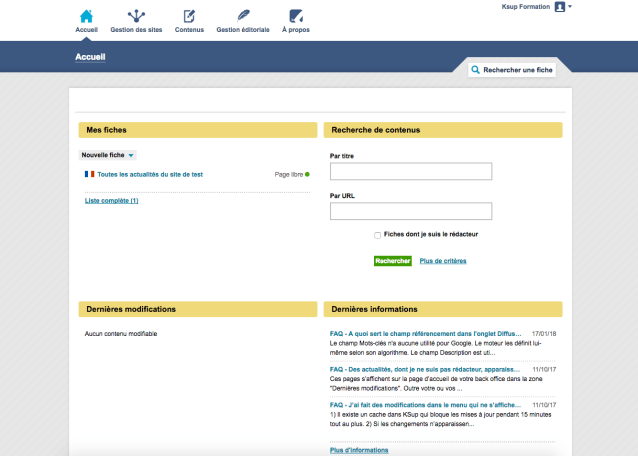 Ksup Formation
Accueil
Gestion des sites
Contenus
Gestion éditoriale
À propos
Accueil
Rechercher une fiche
Mes fiches
Nouvelle fiche
Toutes les actualités du site de test
Page libre
Liste complète (1)
Recherche de contenus
Par titre
Par URL
Fiches dont je suis le rédacteur
Rechercher
Plus de critères
Dernières modifications
Aucun contenu modifiable
Dernières informations
FAQ - A quoi sert le champ référencement dans l'onglet Diffus... 17/01/18
Le champ Mots-clés n'a aucune utilité pour Google. Le moteur les définit lui-
même selon son algorithme. Le champ Description est uti...
FAQ - Des actualités, dont je ne suis pas rédacteur, apparaiss... 11/10/17
Ces pages s'affichent sur la page d'accueil de votre back office dans la zone
"Dernières modifications". Outre votre ou vos ...
FAQ - J'ai fait des modifications dans le menu qui ne s'affiche... 11/10/17
1) Il existe un cache dans KSup qui bloque les mises à jour pendant 15 minutes
tout au plus. 2) Si les changements n'apparaissen...
Plus d'informations